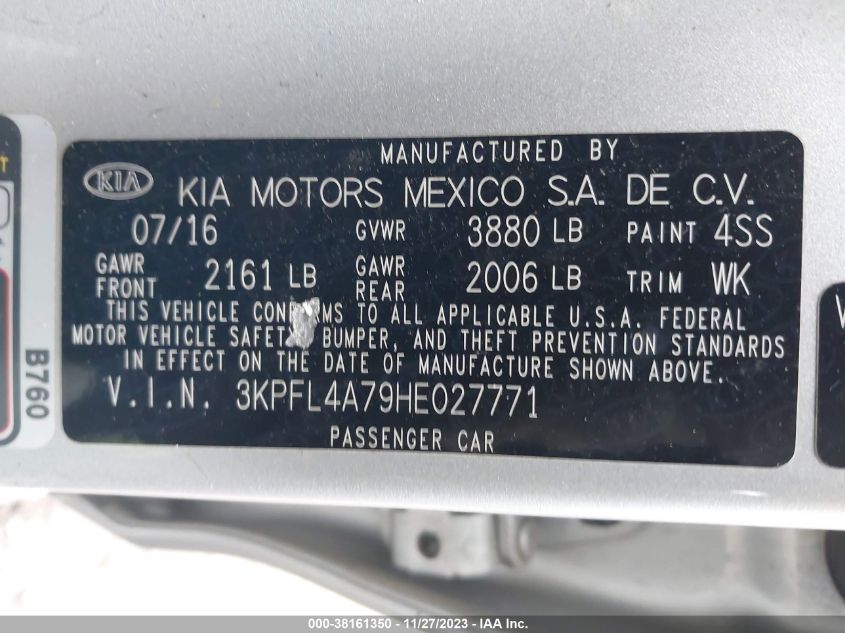 MANUFACTURED BY
KIA KIA MOTORS MEXICO S.A. DE C.V.
07/16 GVWR 3880 LB PAINT 4SS
GAWR FRONT 2161 LB GAWR REAR 2006 LB TRIM WK
THIS VEHICLE TO ALL APPLICABLE U.S.A. FEDERAL
MOTOR VEHICLE BUMPER, AND THEFT PREVENTION STANDARDS
IN EFFECT ON THE DATE OF MANUFACTURE SHOWN ABOVE.
V.I.N. 3KPFL4A79HE027771
PASSENGER CAR
B760
000-38161350 - 11/27/2023 - IAA Inc.